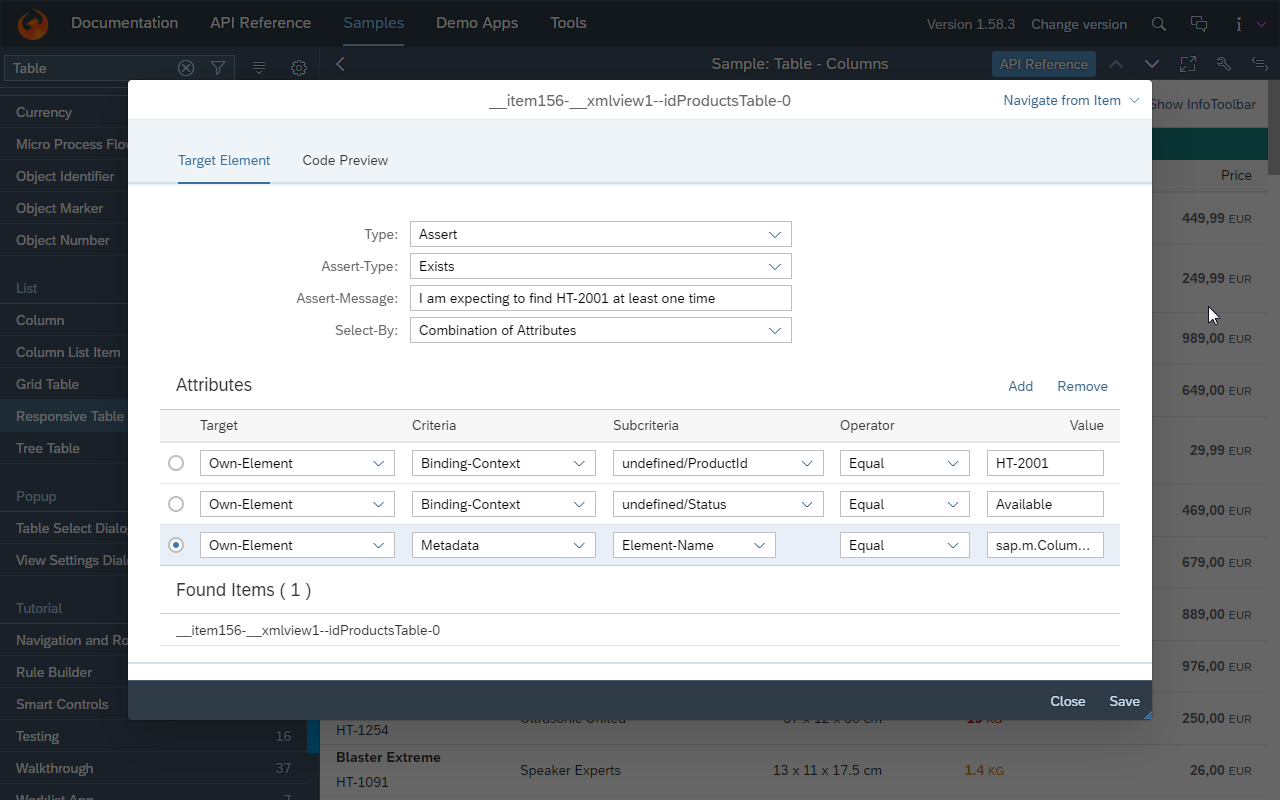 Documentation API Reference Samples Demo Apps Tools Version 1.58.3 Change version
Table Sample: Table - Columns API Reference
__item156-__xmlview1--idProductsTable-0 Navigate from Item
Show InfoToolbar
Target Element Code Preview
Currency
Micro Process Flow
Object Identifier
Object Marker
Object Number
List
Column
Column List Item
Grid Table
Responsive Table
Tree Table
Popup
Table Select Dialo
View Settings Dial
Tutorial
Navigation and Ro
Rule Builder
Smart Controls
Testing 16
Walkthrough 37
Worklist App 7
Type: Assert
Assert-Type: Exists
Assert-Message: I am expecting to find HT-2001 at least one time
Select-By: Combination of Attributes
Attributes Add Remove
Target Criteria Subcriteria Operator Value
Own-Element Binding-Context undefined/ProductId Equal HT-2001
Own-Element Binding-Context undefined/Status Equal Available
Own-Element Metadata Element-Name Equal sap.m.Colum...
Found Items ( 1 )
__item156-__xmlview1--idProductsTable-0
Close Save
Price
449,99 EUR
249,99 EUR
989,00 EUR
649,00 EUR
29,99 EUR
469,00 EUR
679,00 EUR
889,00 EUR
976,00 EUR
HT-1254 250,00 EUR
Blaster Extreme
HT-1091 Speaker Experts 13 x 11 x 17.5 cm 1.4 KG 26,00 EUR